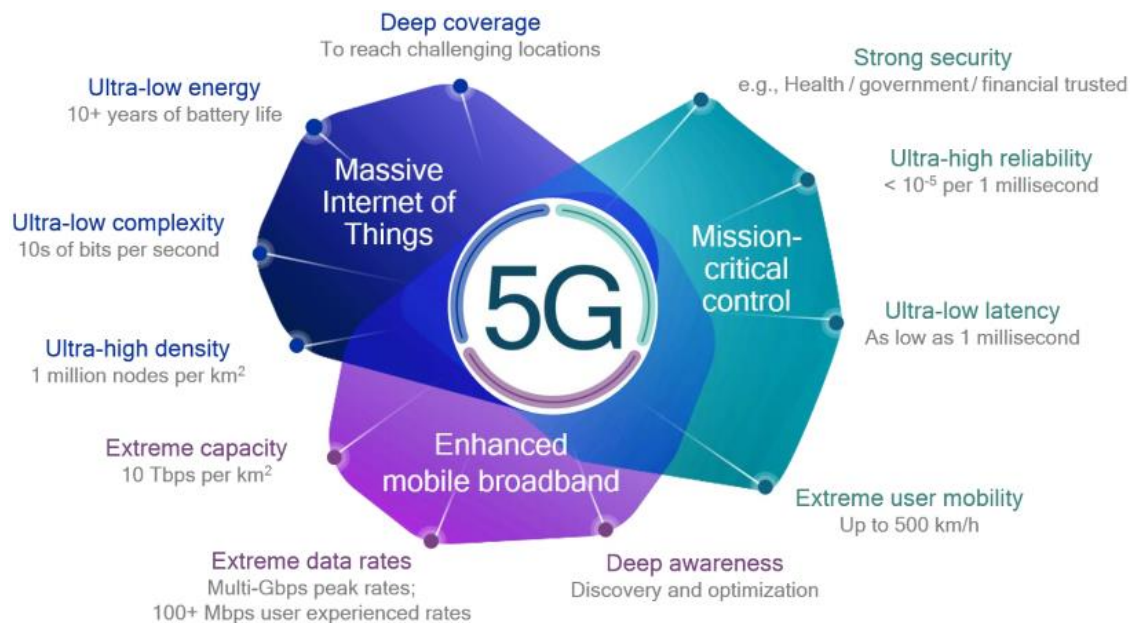 Deep coverage
To reach challenging locations
Ultra-low energy
10+ years of battery life
Ultra-low complexity
10s of bits per second
Ultra-high density
1 million nodes per km²
Massive
Internet of
Things
Strong security
e.g., Health / government / financial trusted
Ultra-high reliability
< 10⁻⁵ per 1 millisecond
Ultra-low latency
As low as 1 millisecond
Extreme user mobility
Up to 500 km/h
Mission-
critical
control
5G
Extreme capacity
10 Tbps per km²
Enhanced
mobile broadband
Extreme data rates
Multi-Gbps peak rates;
100+ Mbps user experienced rates
Deep awareness
Discovery and optimization